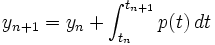 y_{n+1} = y_n + \int_{t_n}^{t_{n+1}} p(t) dt